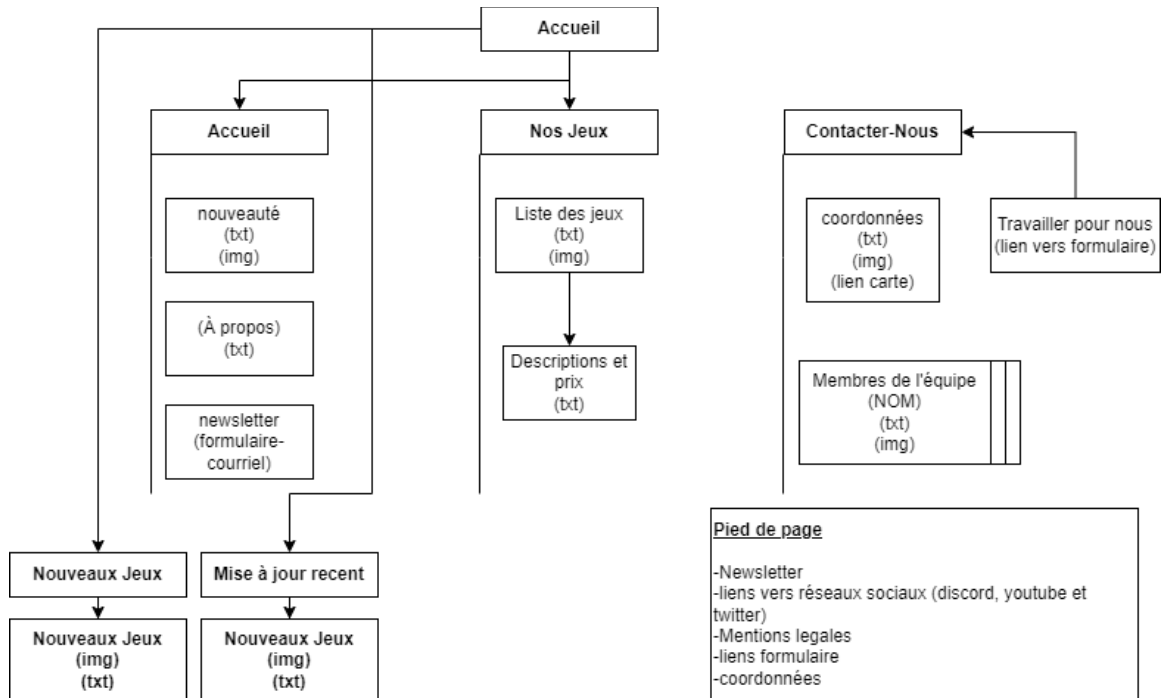 Accueil
Accueil
nouveauté
(txt)
(img)
(À propos)
(txt)
newsletter
(formulaire-
courriel)
Nos Jeux
Liste des jeux
(txt)
(img)
Descriptions et
prix
(txt)
Contacter-Nous
coordonnées
(txt)
(img)
(lien carte)
Travailler pour nous
(lien vers formulaire)
Membres de l'équipe
(NOM)
(txt)
(img)
Nouveaux Jeux
Nouveaux Jeux
(img)
(txt)
Mise à jour recent
Nouveaux Jeux
(img)
(txt)
Pied de page
-Newsletter
-liens vers réseaux sociaux (discord, youtube et
twitter)
-Mentions legales
-liens formulaire
-coordonnées